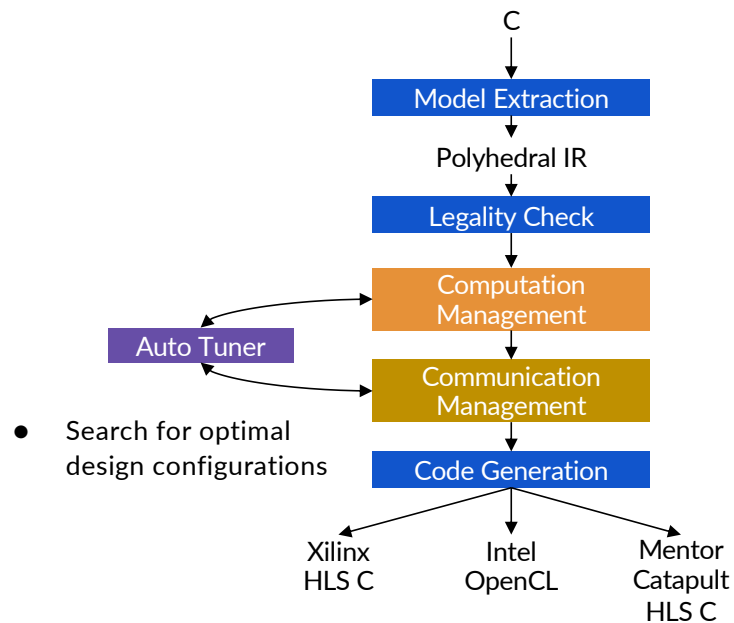 C
Model Extraction
Polyhedral IR
Legality Check
Computation
Management
Auto Tuner
Communication
Management
● Search for optimal
design configurations
Code Generation
Xilinx
HLS C
Intel
OpenCL
Mentor
Catapult
HLS C